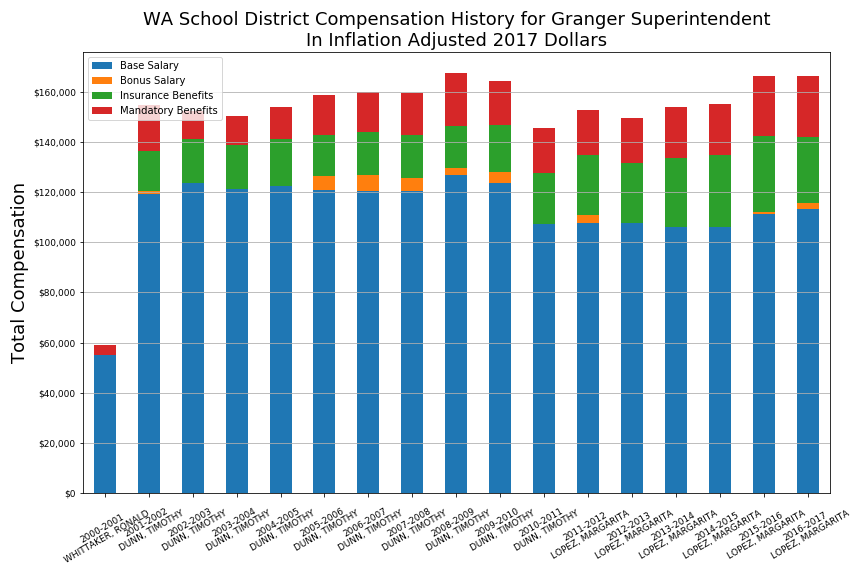 WA School District Compensation History for Granger Superintendent
In Inflation Adjusted 2017 Dollars
Base Salary
Bonus Salary
Insurance Benefits
Mandatory Benefits
Total Compensation
$160,000
$140,000
$120,000
$100,000
$80,000
$60,000
$40,000
$20,000
$0
2000-2001
WHITTAKER, RONALD
2001-2002
DUNN, TIMOTHY
2002-2003
DUNN, TIMOTHY
2003-2004
DUNN, TIMOTHY
2004-2005
DUNN, TIMOTHY
2005-2006
DUNN, TIMOTHY
2006-2007
DUNN, TIMOTHY
2007-2008
DUNN, TIMOTHY
2008-2009
DUNN, TIMOTHY
2009-2010
DUNN, TIMOTHY
2010-2011
DUNN, TIMOTHY
2011-2012
LOPEZ, MARGARITA
2012-2013
LOPEZ, MARGARITA
2013-2014
LOPEZ, MARGARITA
2014-2015
LOPEZ, MARGARITA
2015-2016
LOPEZ, MARGARITA
2016-2017
LOPEZ, MARGARITA